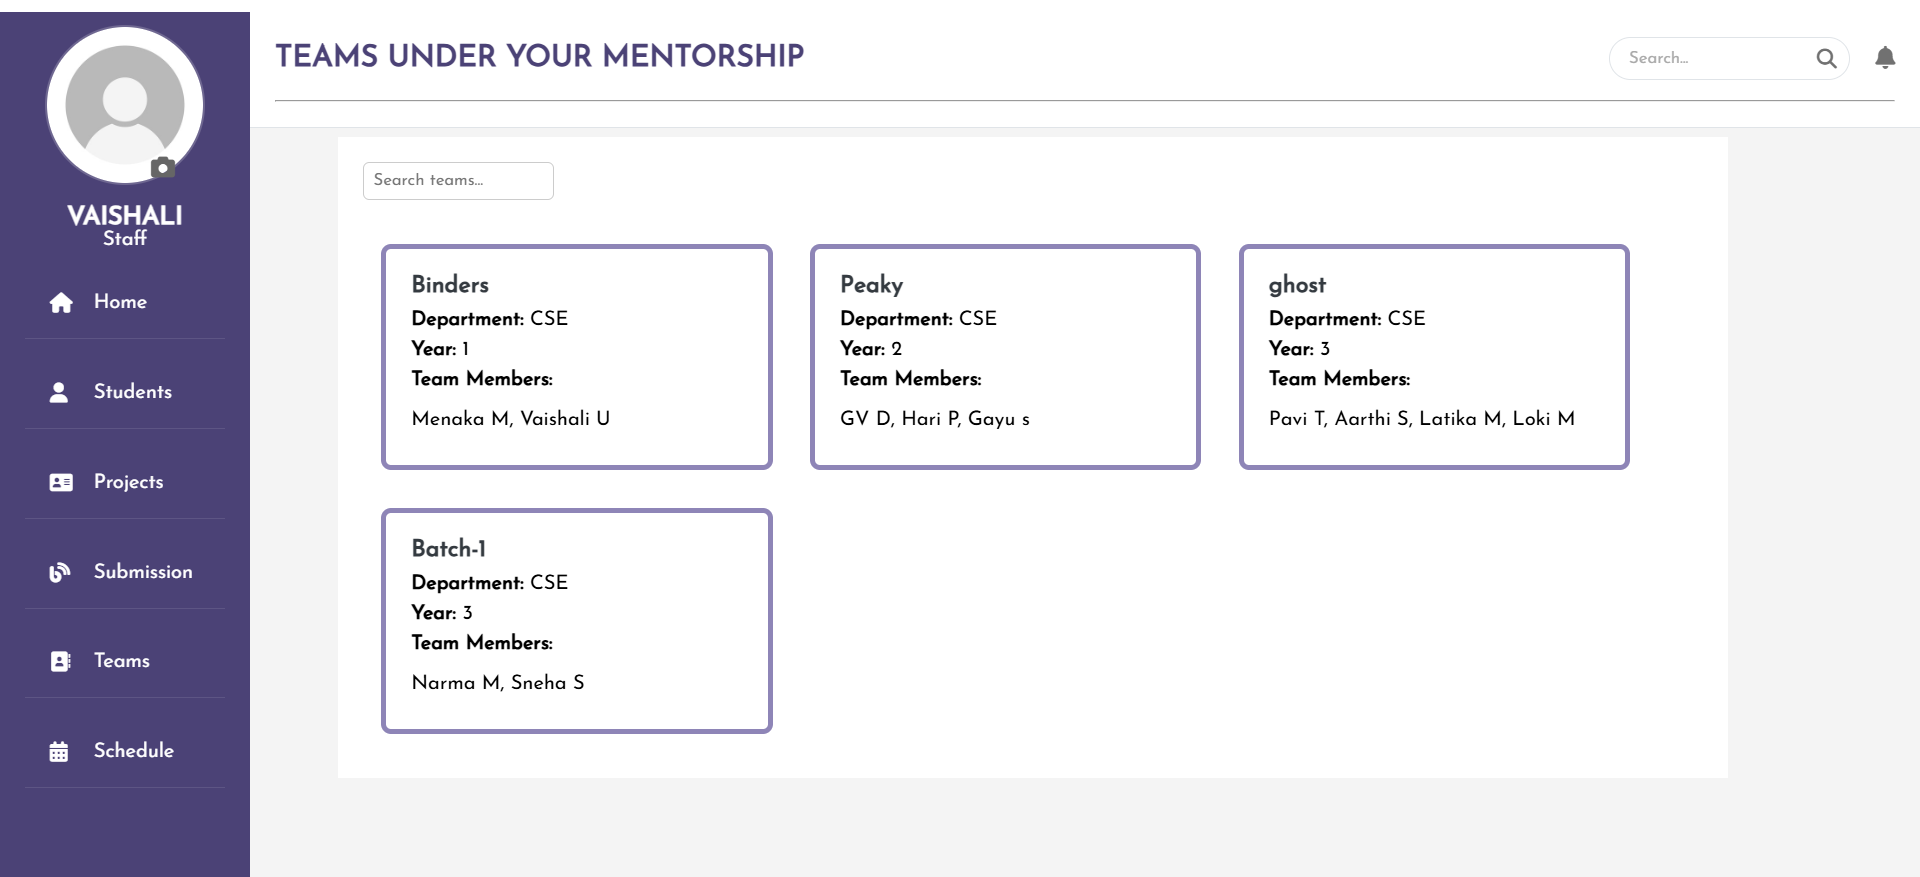 VAISHALI
Staff
Home
Students
Projects
Submission
Teams
Schedule
TEAMS UNDER YOUR MENTORSHIP
Search...
Search teams...
Binders
Department: CSE
Year: 1
Team Members:
Menaka M, Vaishali U
Peaky
Department: CSE
Year: 2
Team Members:
GV D, Hari P, Gayu s
ghost
Department: CSE
Year: 3
Team Members:
Pavi T, Aarthi S, Latika M, Loki M
Batch-1
Department: CSE
Year: 3
Team Members:
Narma M, Sneha S